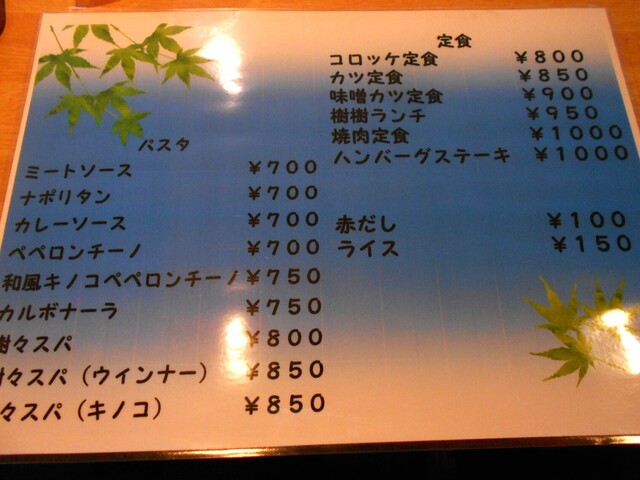 パスタ
ミートソース ¥700
ナポリタン ¥700
カレーソース ¥700
ペペロンチーノ ¥700
和風キノコペペロンチーノ ¥750
カルボナーラ ¥750
樹々スパ ¥800
樹々スパ（ウインナー） ¥850
々スパ（キノコ） ¥850
定食
コロッケ定食 ¥800
カツ定食 ¥850
味噌カツ定食 ¥900
樹樹ランチ ¥950
焼肉定食 ¥1000
ハンバーグステーキ ¥1000
赤だし ¥100
ライス ¥150